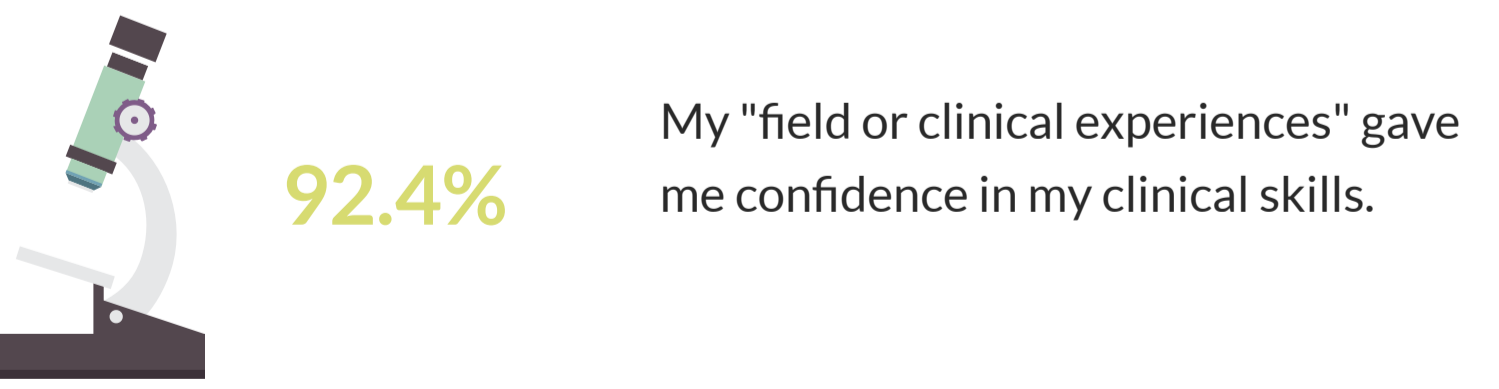 92.4%
My "field or clinical experiences" gave
me confidence in my clinical skills.